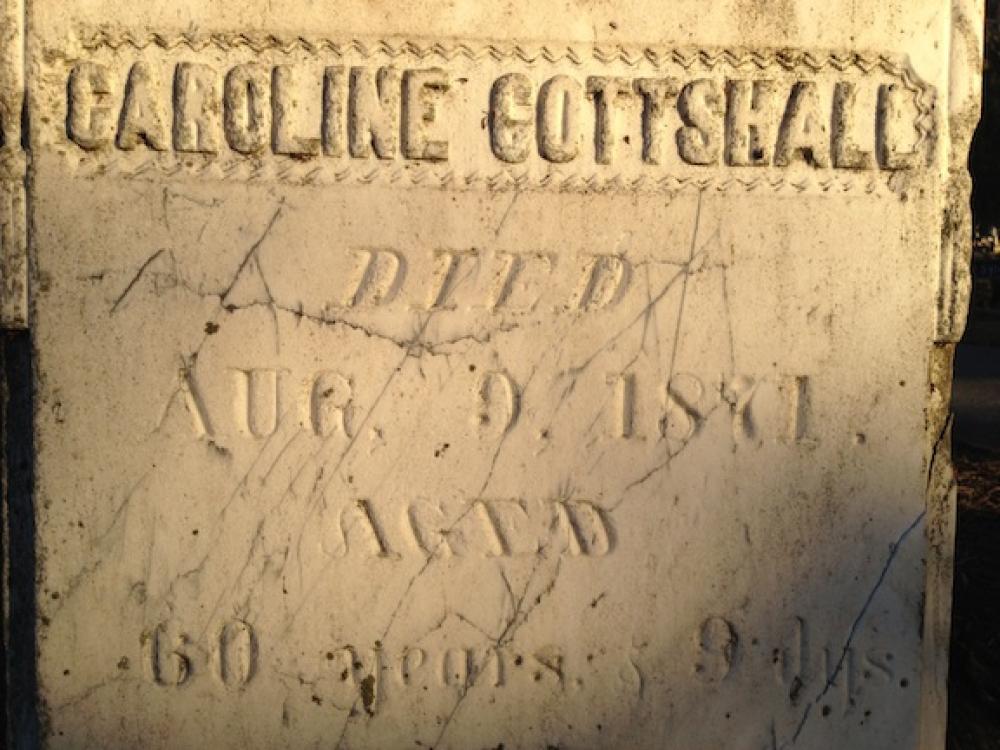 CAROLINE GOTTSHALL
DIED
AUG. 9, 1871.
AGED
60 years. & 9 dys.